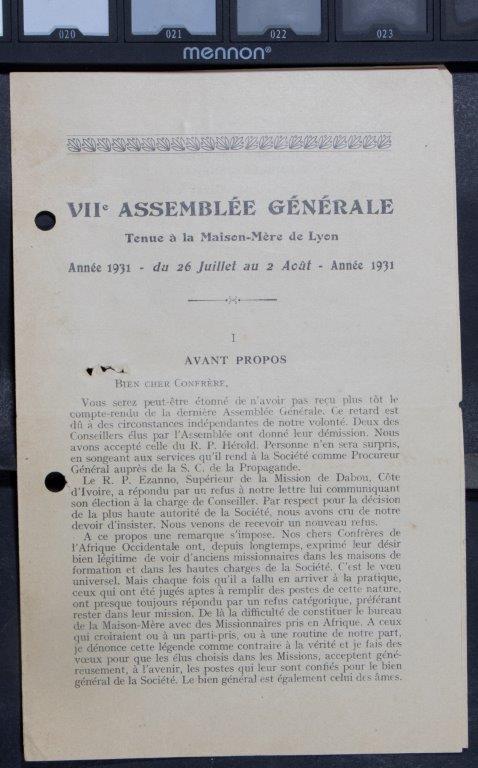 020 021 022 023
mennon®
VIIe ASSEMBLÉE GÉNÉRALE
Tenue à la Maison-Mère de Lyon
Année 1931 - du 26 Juillet au 2 Août - Année 1931
I
AVANT PROPOS
BIEN CHER CONFRÈRE,
Vous serez peut-être étonné de n'avoir pas reçu plus tôt le
compte-rendu de la dernière Assemblée Générale. Ce retard est
dû à des circonstances indépendantes de notre volonté. Deux des
Conseillers élus par l'Assemblée ont donné leur démission. Nous
avons accepté celle du R. P. Hérold. Personne n'en sera surpris,
en songeant aux services qu'il rend à la Société comme Procureur
Général auprès de la S. C. de la Propagande.
Le R. P. Ezanno, Supérieur de la Mission de Dabou, Côte
d'Ivoire, a répondu par un refus à notre lettre lui communiquant
son élection à la charge de Conseiller. Par respect pour la décision
de la plus haute autorité de la Société, nous avons cru de notre
devoir d'insister. Nous venons de recevoir un nouveau refus.
A ce propos une remarque s'impose. Nos chers Confrères de
l'Afrique Occidentale ont, depuis longtemps, exprimé leur désir
bien légitime de voir d'anciens missionnaires dans les maisons de
formation et dans les hautes charges de la Société. C'est le vœu
universel. Mais chaque fois qu'il a fallu en arriver à la pratique,
ceux qui ont été jugés aptes à remplir des postes de cette nature,
ont presque toujours répondu par un refus catégorique, préférant
rester dans leur mission. De là la difficulté de constituer le bureau
de la Maison-Mère avec des Missionnaires pris en Afrique. A ceux
qui croiraient ou à un parti-pris, ou à une routine de notre part,
je dénonce cette légende comme contraire à la vérité et je fais des
vœux pour que les élus choisis dans les Missions, acceptent géné-
reusement, à l'avenir, les postes qui leur sont confiés pour le bien
général de la Société. Le bien général est également celui des âmes.